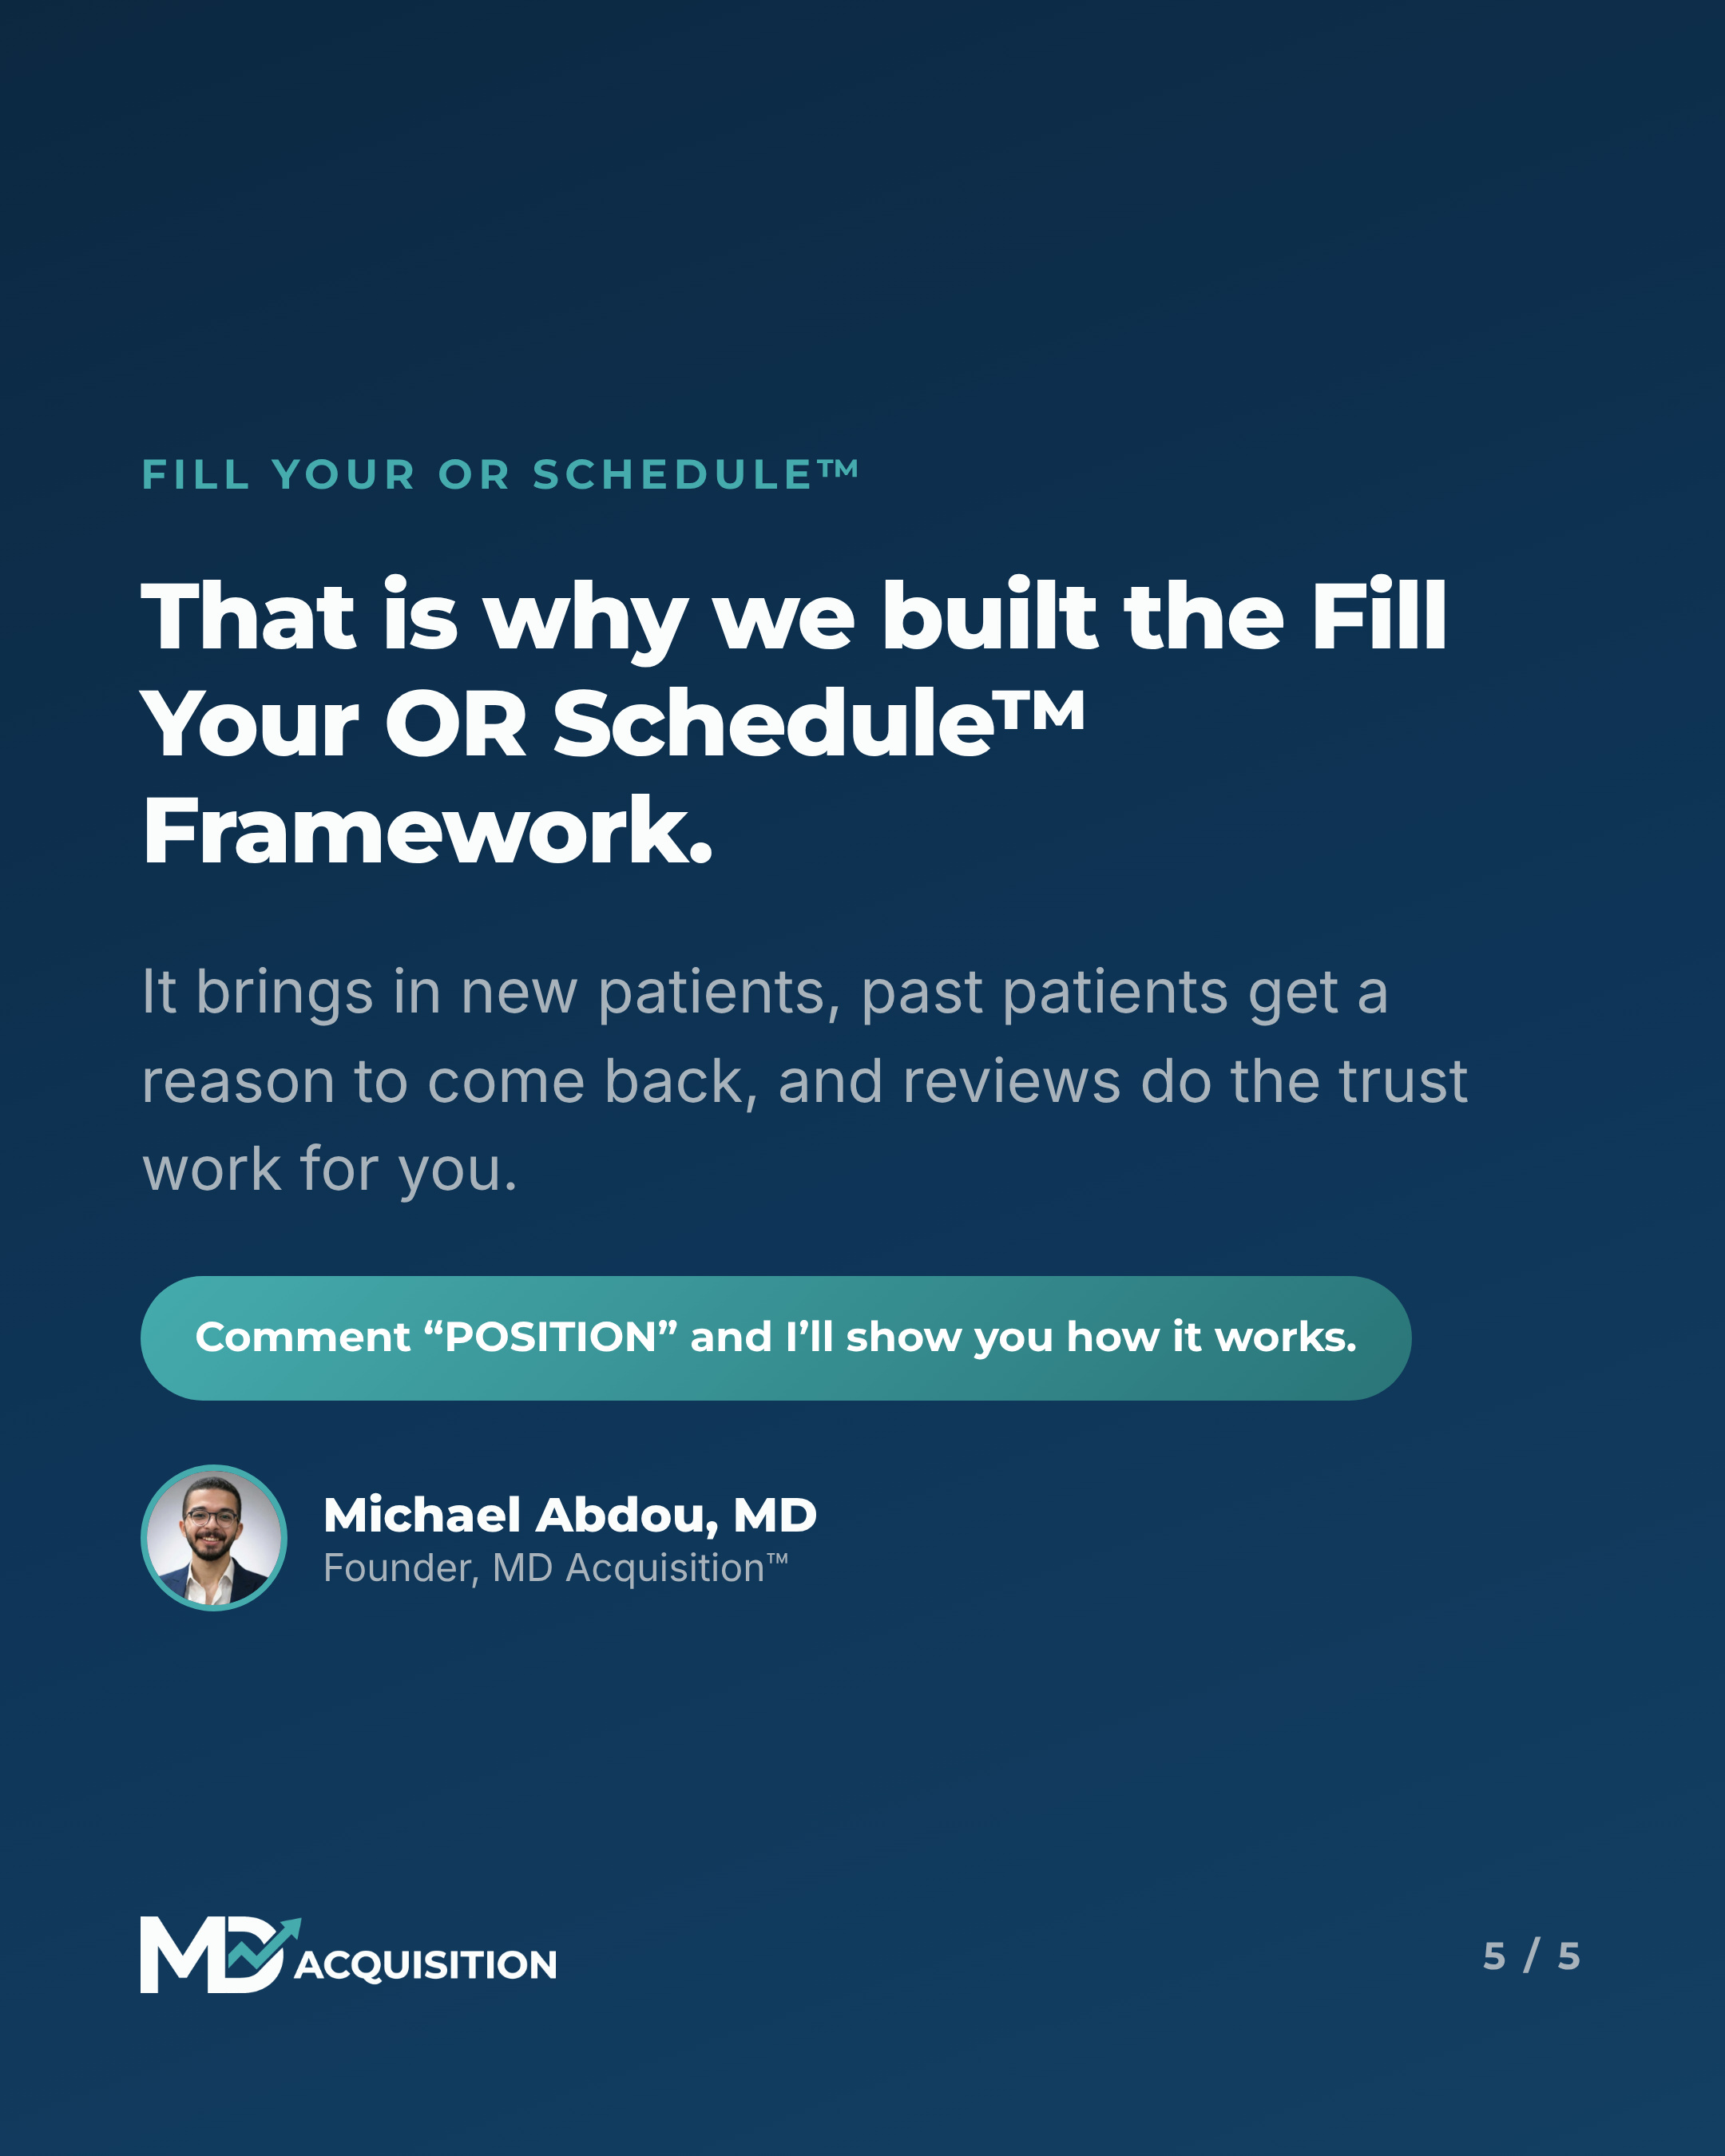 FILL YOUR OR SCHEDULE™
That is why we built the Fill
Your OR Schedule™
Framework.
It brings in new patients, past patients get a
reason to come back, and reviews do the trust
work for you.
Comment “POSITION” and I’ll show you how it works.
Michael Abdou, MD
Founder, MD Acquisition™
MD ACQUISITION
5 / 5